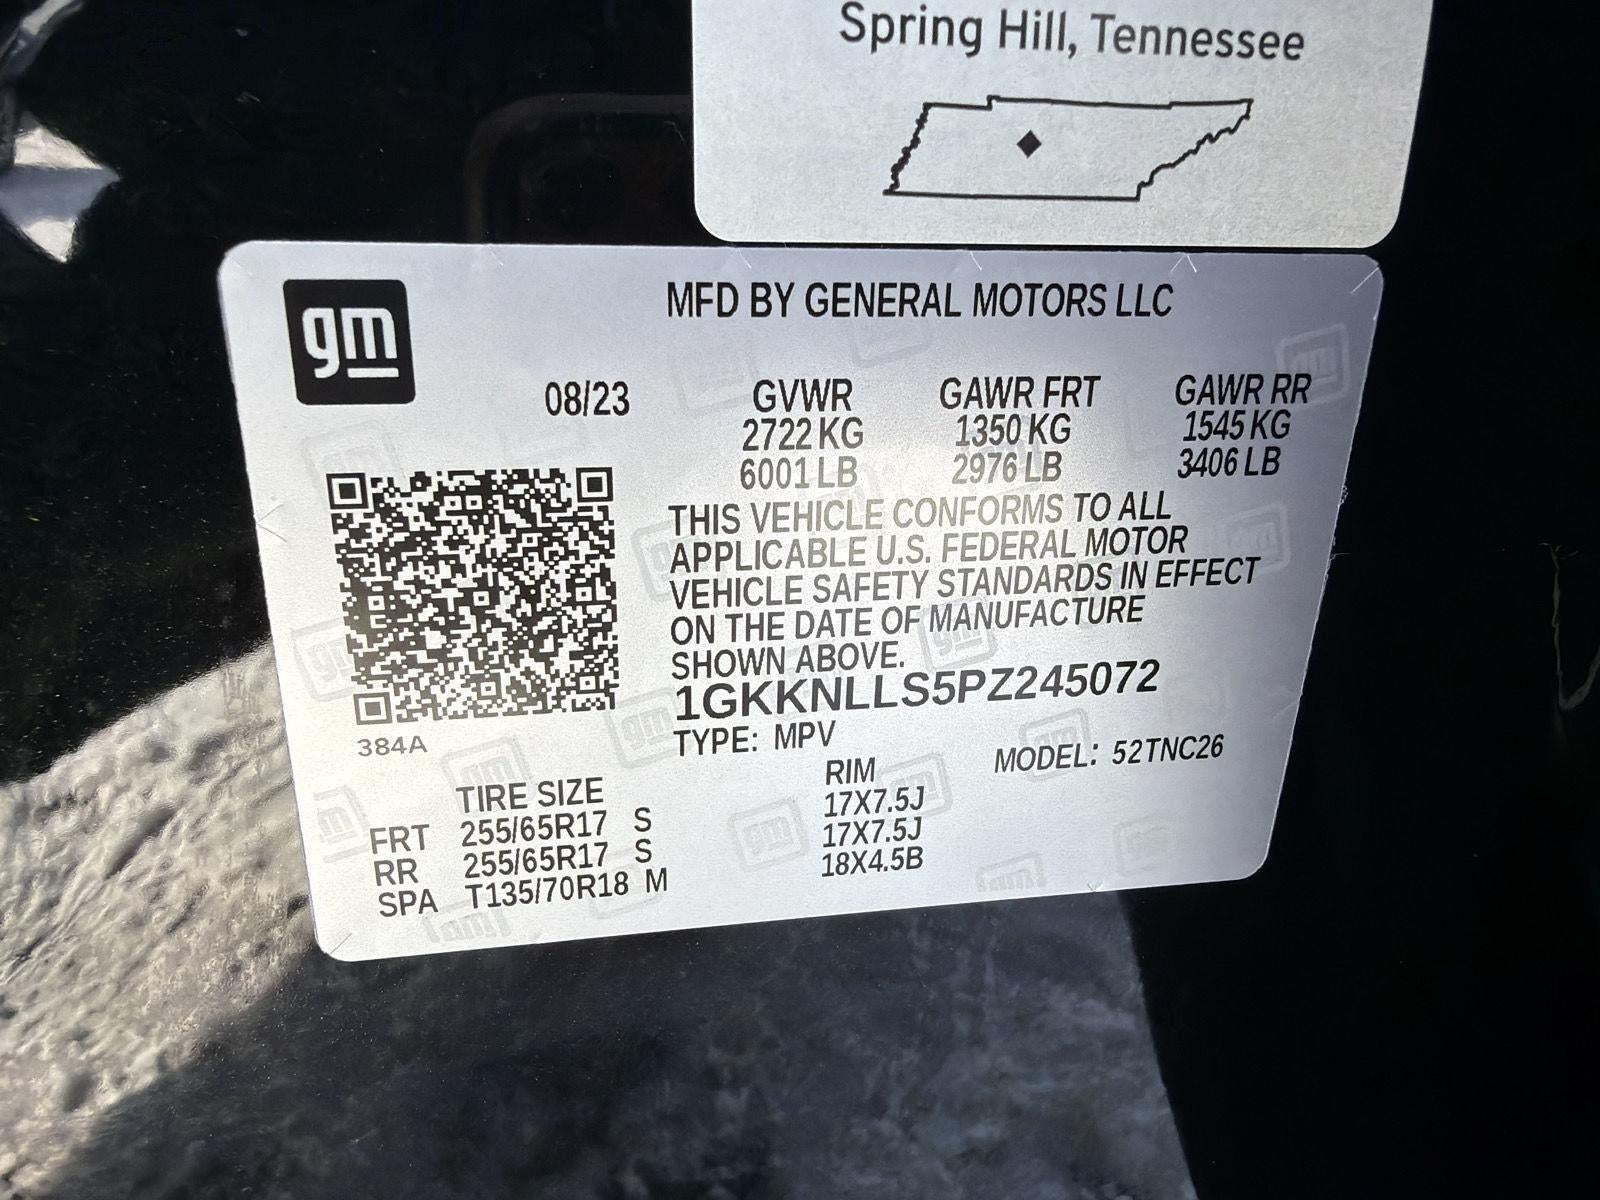 Spring Hill, Tennessee
gm
MFD BY GENERAL MOTORS LLC
08/23 GVWR GAWR FRT GAWR RR
2722 KG 1350 KG 1545 KG
6001 LB 2976 LB 3406 LB
THIS VEHICLE CONFORMS TO ALL
APPLICABLE U.S. FEDERAL MOTOR
VEHICLE SAFETY STANDARDS IN EFFECT
ON THE DATE OF MANUFACTURE
SHOWN ABOVE.
1GKKNLLS5PZ245072
384A
TYPE: MPV MODEL: 52TNC26
TIRE SIZE RIM
FRT 255/65R17 S 17X7.5J
RR 255/65R17 S 17X7.5J
SPA T135/70R18 M 18X4.5B